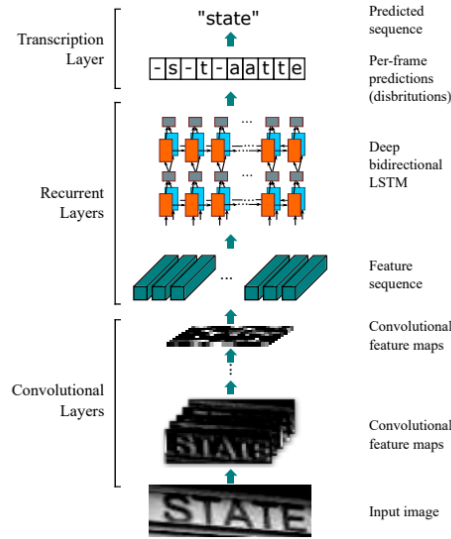 "state"
Predicted
sequence
Transcription
Layer
-s-t-aatte
Per-frame
predictions
(disbritutions)
Recurrent
Layers
Deep
bidirectional
LSTM
Feature
sequence
Convolutional
Layers
Convolutional
feature maps
STATE
Convolutional
feature maps
STATE
Input image